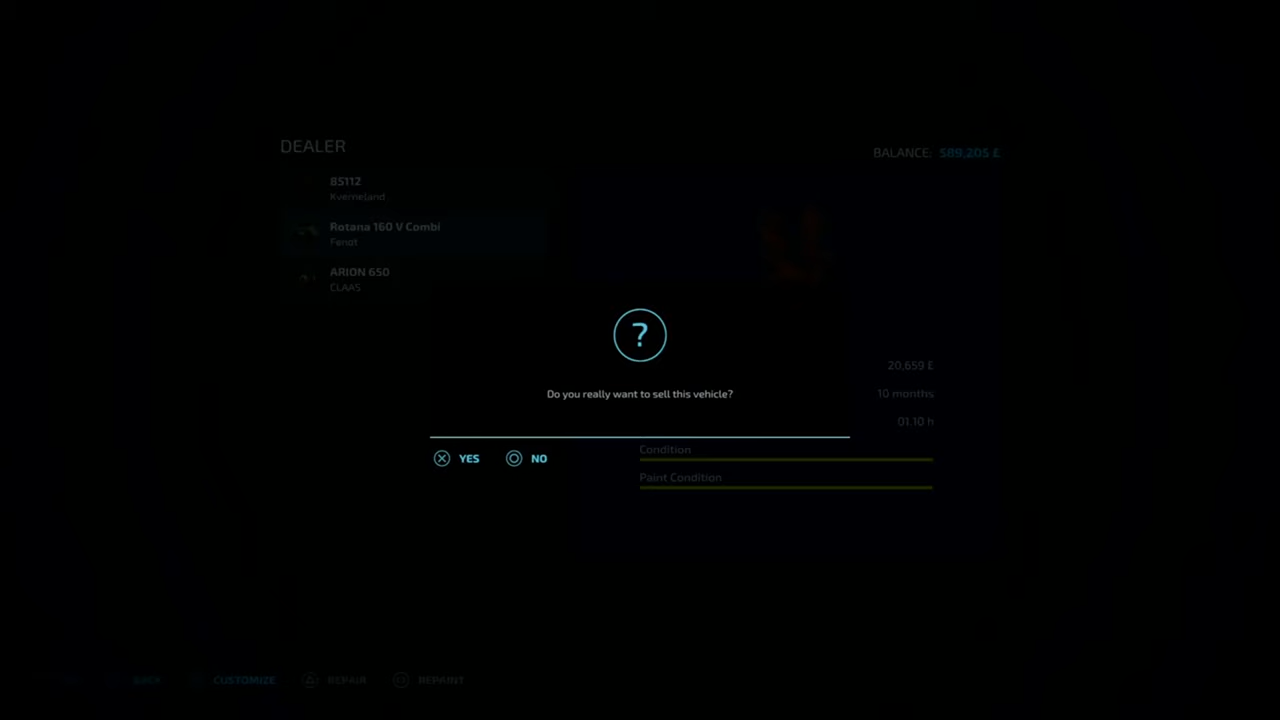 DEALER
BALANCE: 589,205 £
85112
Kverneland
Rotana 160 V Combi
Fendt
ARION 650
CLAAS
?
Do you really want to sell this vehicle?
20,659 £
10 months
01:10 h
YES NO
Condition
Paint Condition
BACK CUSTOMIZE REPAIR REPAINT